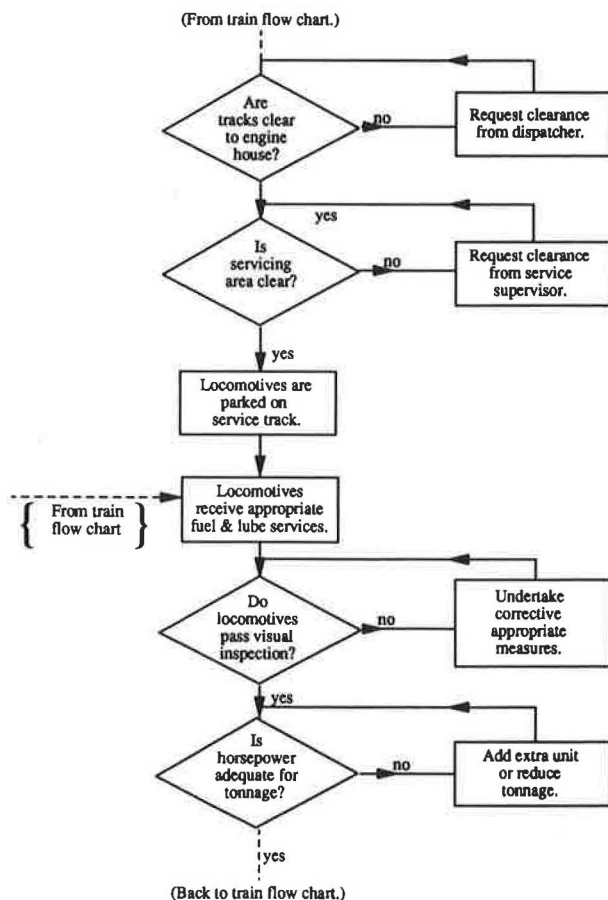 (From train flow chart.)
Are
tracks clear
to engine
house?
no
Request clearance
from dispatcher.
yes
Is
servicing
area clear?
no
Request clearance
from service
supervisor.
yes
Locomotives are
parked on
service track.
{ From train
flow chart }
Locomotives
receive appropriate
fuel & lube services.
Do
locomotives
pass visual
inspection?
no
Undertake
corrective
appropriate
measures.
yes
Is
horsepower
adequate for
tonnage?
no
Add extra unit
or reduce
tonnage.
yes
(Back to train flow chart.)